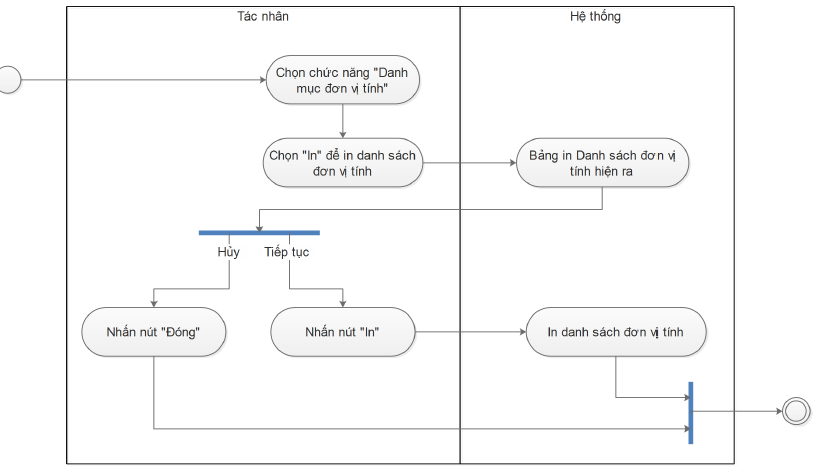 Tác nhân
Hệ thống
Chọn chức năng "Danh
mục đơn vị tính"
Chọn "In" để in danh sách
đơn vị tính
Bảng in Danh sách đơn vị
tính hiện ra
Hủy
Tiếp tục
Nhấn nút "Đóng"
Nhấn nút "In"
In danh sách đơn vị tính